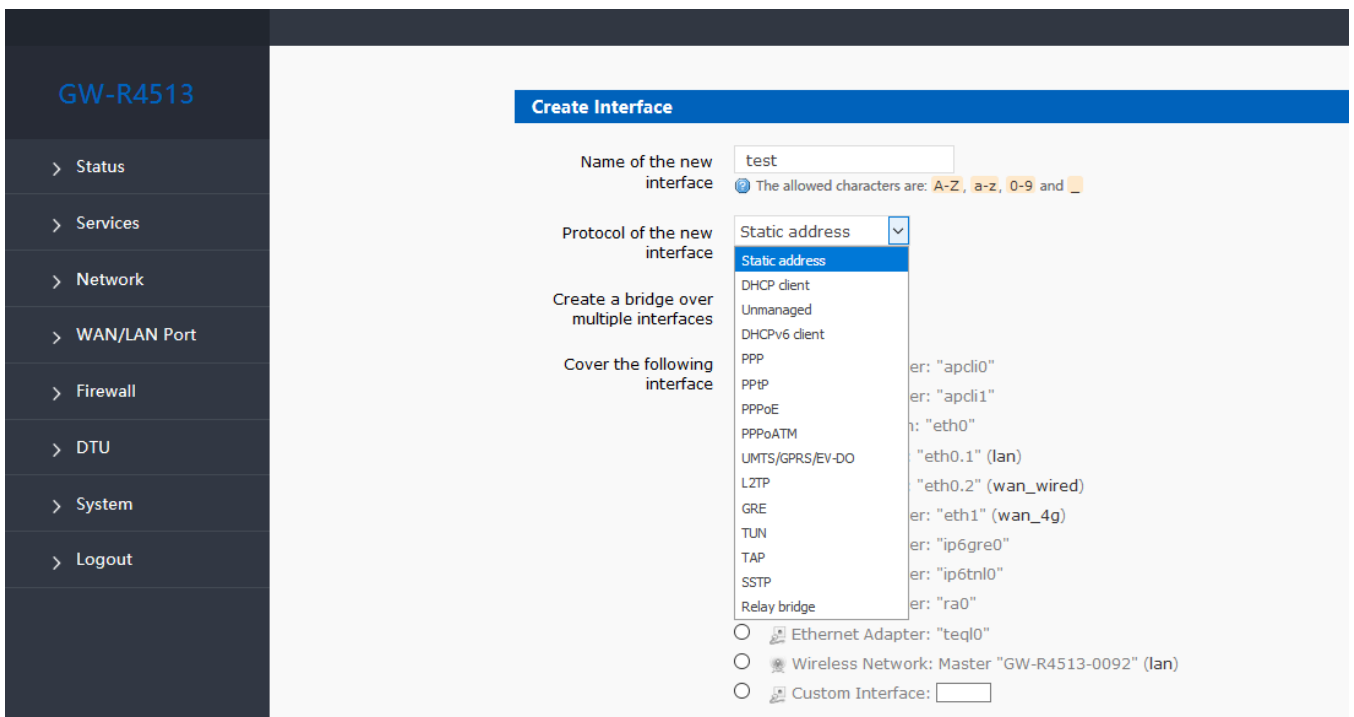 GW-R4513
Status
Services
Network
WAN/LAN Port
Firewall
DTU
System
Logout
Create Interface
Name of the new
interface
test
The allowed characters are: A-Z, a-z, 0-9 and _
Protocol of the new
interface
Static address
Static address
DHCP client
Unmanaged
DHCPv6 client
PPP
PPtP
PPPoE
PPPoATM
UMTS/GPRS/EV-DO
L2TP
GRE
TUN
TAP
SSTP
Relay bridge
Create a bridge over
multiple interfaces
Cover the following
interface
er: "apcli0"
er: "apcli1"
h: "eth0"
: "eth0.1" (lan)
: "eth0.2" (wan_wired)
er: "eth1" (wan_4g)
er: "ip6gre0"
er: "ip6tnl0"
er: "ra0"
Ethernet Adapter: "teql0"
Wireless Network: Master "GW-R4513-0092" (lan)
Custom Interface: